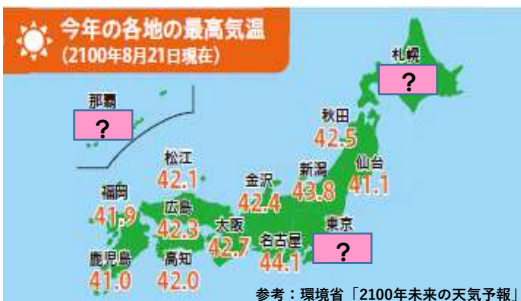 今年の各地の最高気温
(2100年8月21日現在)
札幌
?
那覇
?
秋田
42.5
松江
42.1
金沢
42.4
新潟
43.8
仙台
41.1
福岡
41.9
広島
42.3
大阪
42.7
名古屋
44.1
東京
?
鹿児島
41.0
高知
42.0
参考:環境省「2100年未来の天気予報」